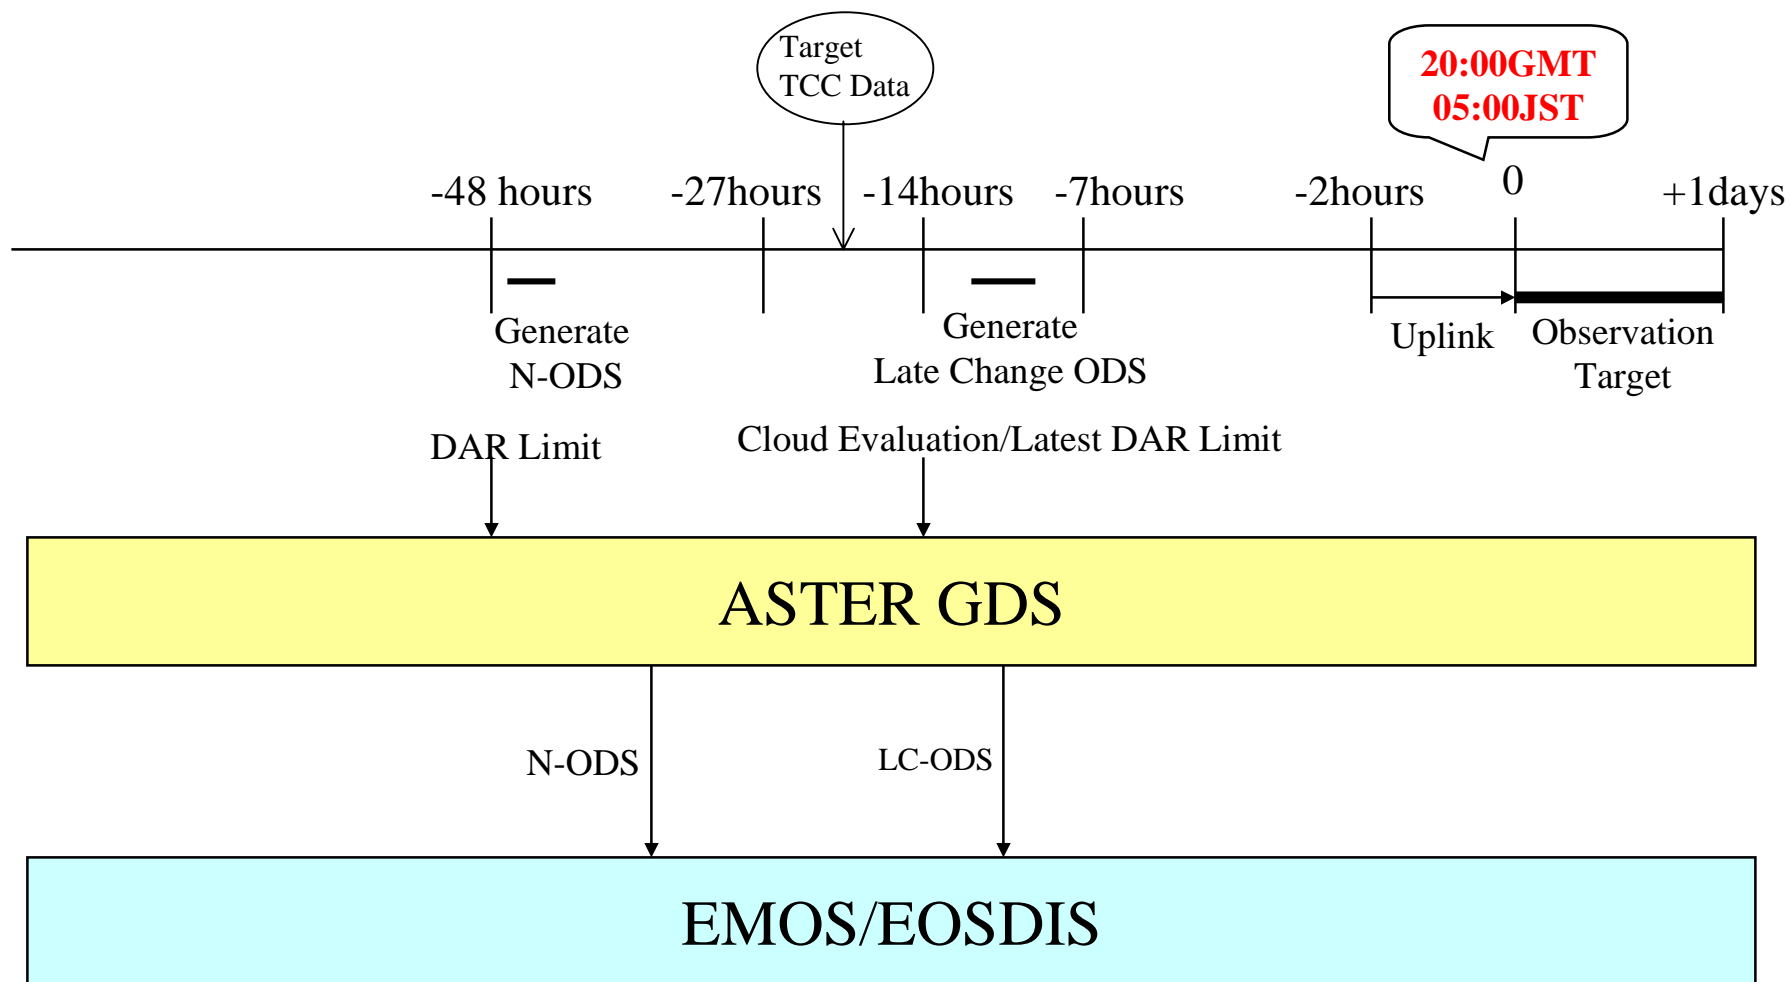 Target
TCC Data
20:00GMT
05:00JST
-48 hours
-27hours
-14hours
-7hours
-2hours
0
+1days
Generate
N-ODS
Generate
Late Change ODS
Uplink
Observation
Target
DAR Limit
Cloud Evaluation/Latest DAR Limit
ASTER GDS
N-ODS
LC-ODS
EMOS/EOSDIS